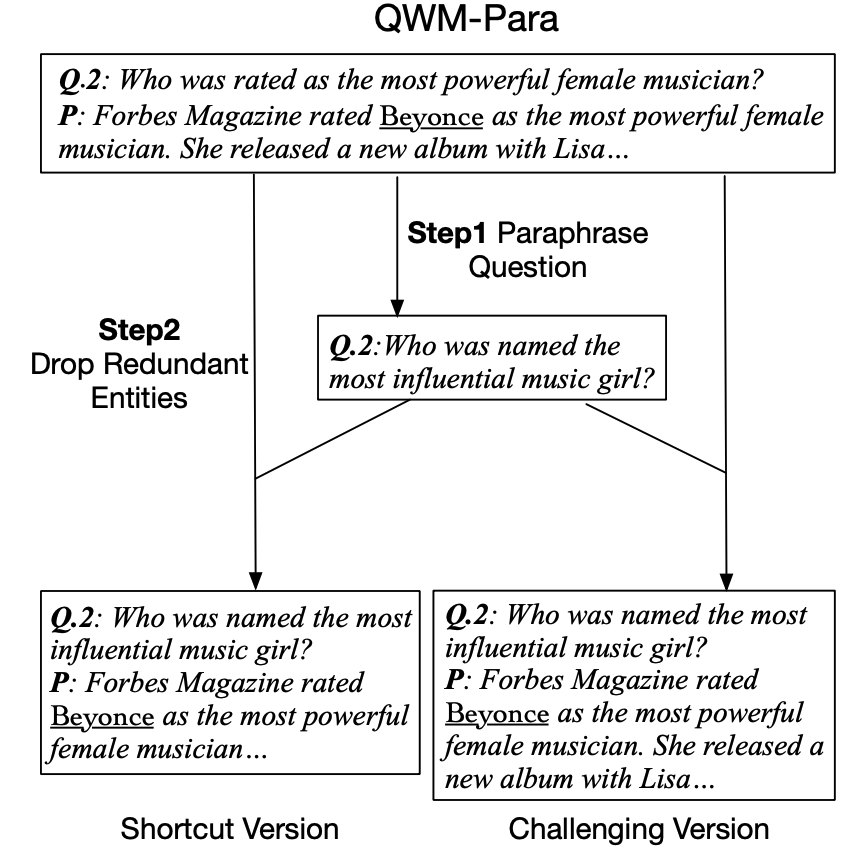 QWM-Para
Q.2: Who was rated as the most powerful female musician?
P: Forbes Magazine rated Beyonce as the most powerful female
musician. She released a new album with Lisa...
Step1 Paraphrase
Question
Step2
Drop Redundant
Entities
Q.2:Who was named the
most influential music girl?
Q.2: Who was named the most
influential music girl?
P: Forbes Magazine rated
Beyonce as the most powerful
female musician...
Shortcut Version
Q.2: Who was named the most
influential music girl?
P: Forbes Magazine rated
Beyonce as the most powerful
female musician. She released a
new album with Lisa...
Challenging Version